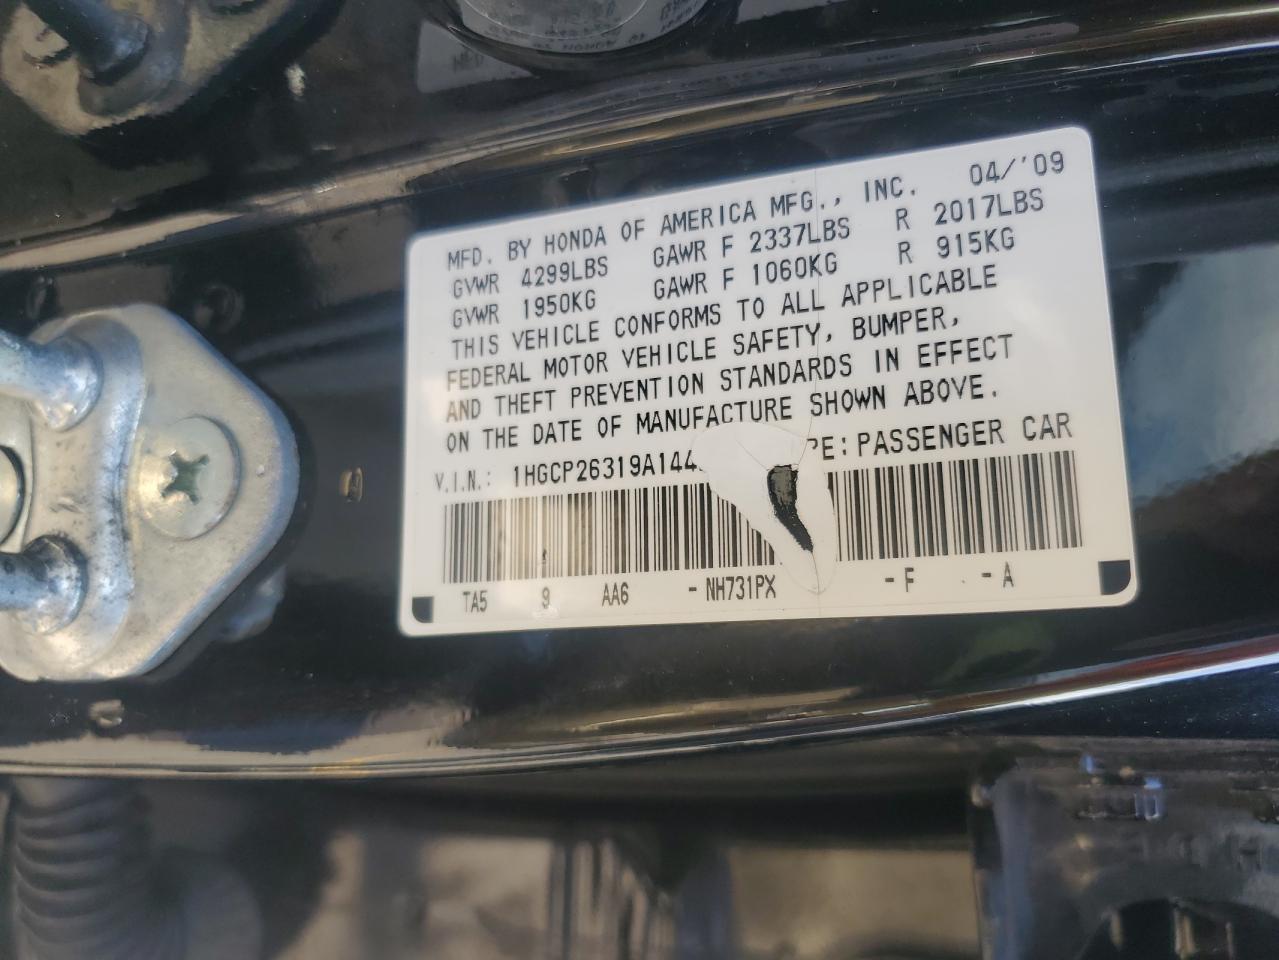 MFD. BY HONDA OF AMERICA MFG., INC. 04/'09
GVWR 4299LBS GAWR F 2337LBS R 2017LBS
GVWR 1950KG GAWR F 1060KG R 915KG
THIS VEHICLE CONFORMS TO ALL APPLICABLE
FEDERAL MOTOR VEHICLE SAFETY, BUMPER,
AND THEFT PREVENTION STANDARDS IN EFFECT
ON THE DATE OF MANUFACTURE SHOWN ABOVE.
V.I.N.: 1HGCP26319A144 PE: PASSENGER CAR
TA5 9 AA6 -NH731PX -F -A